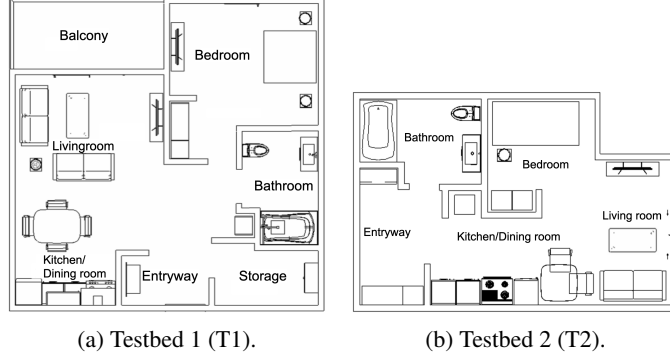 Balcony
Bedroom
Livingroom
Bathroom
Kitchen/
Dining room
Entryway
Storage
(a) Testbed 1 (T1).
Bathroom
Bedroom
Living room
Entryway
Kitchen/Dining room
(b) Testbed 2 (T2).